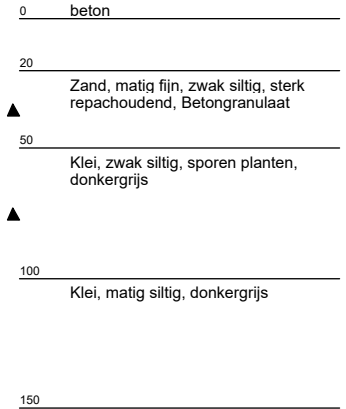 0 beton
20
Zand, matig fijn, zwak siltig, sterk
repachoudend, Betongranulaat
50
Klei, zwak siltig, sporen planten,
donkergrijs
100
Klei, matig siltig, donkergrijs
150